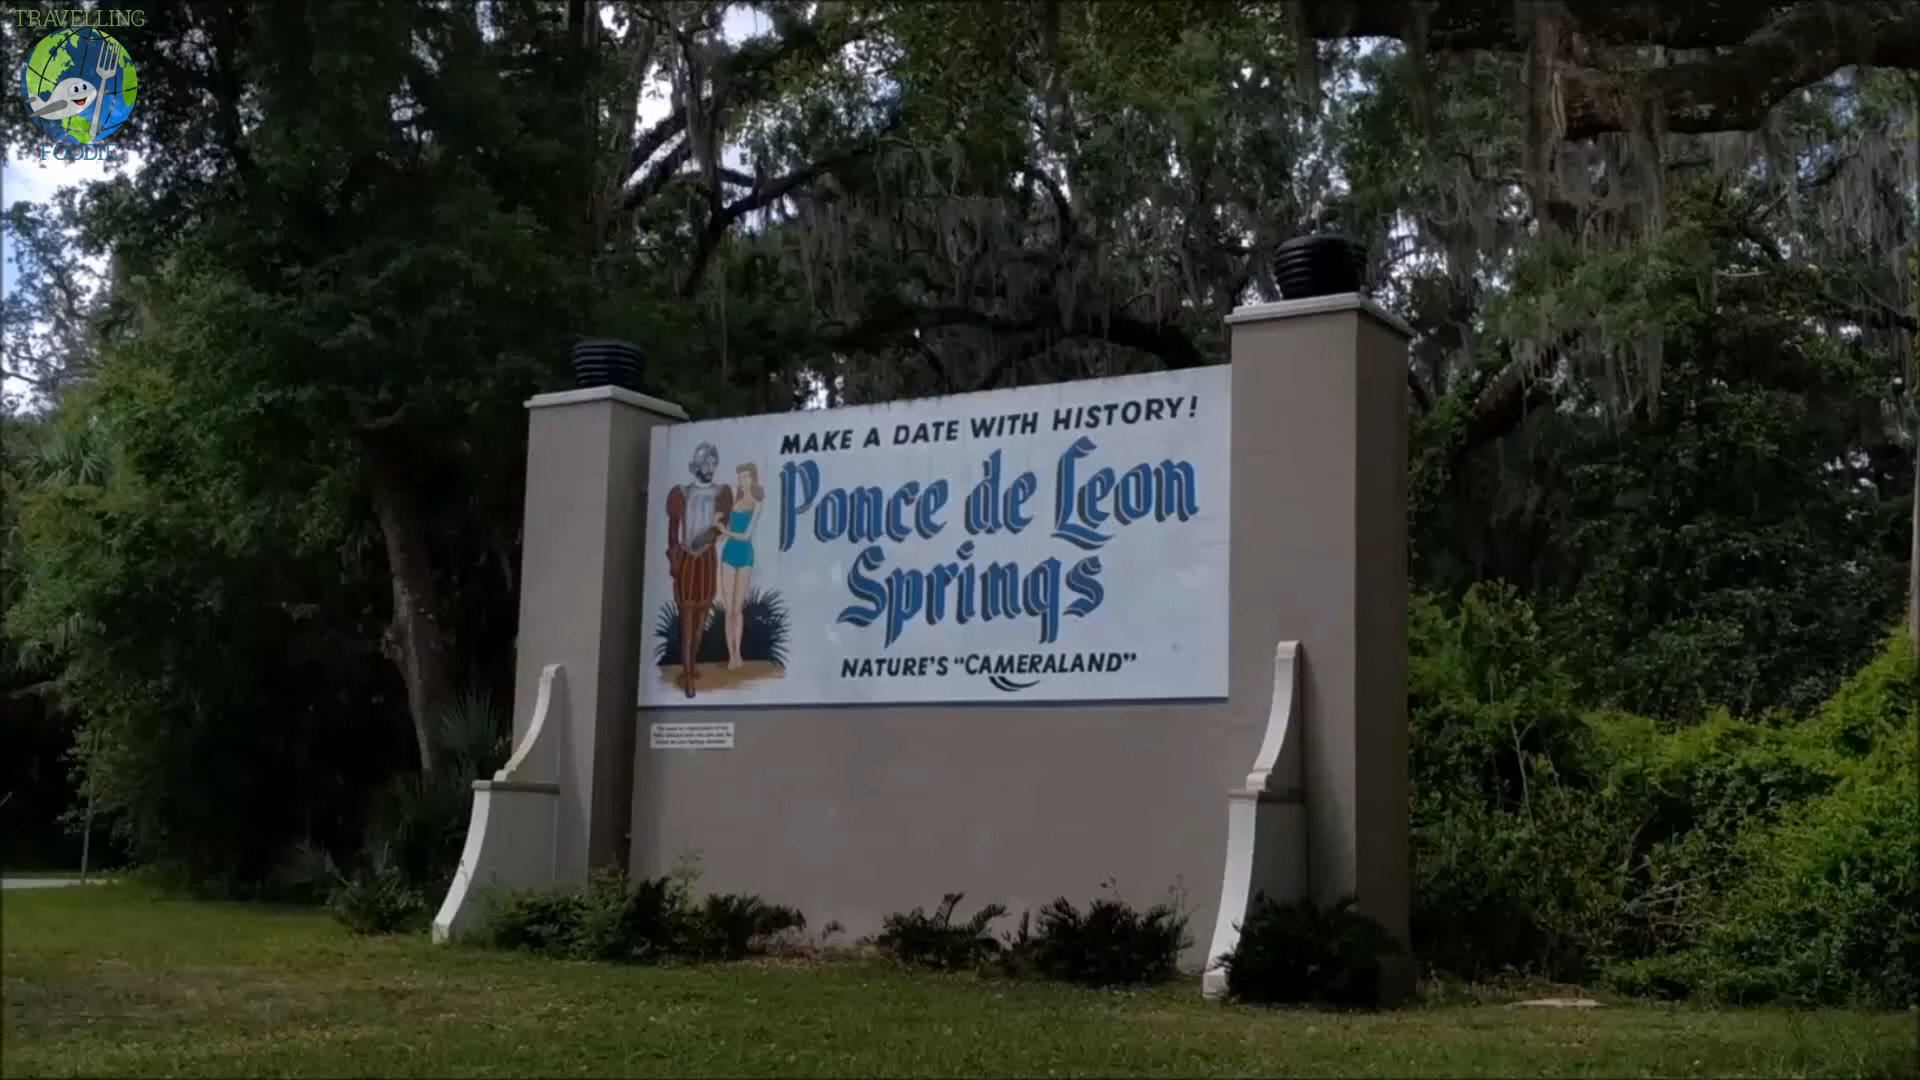 TRAVELLING
FOODIE
MAKE A DATE WITH HISTORY!
Ponce de Leon
Springs
NATURE'S "CAMERALAND"